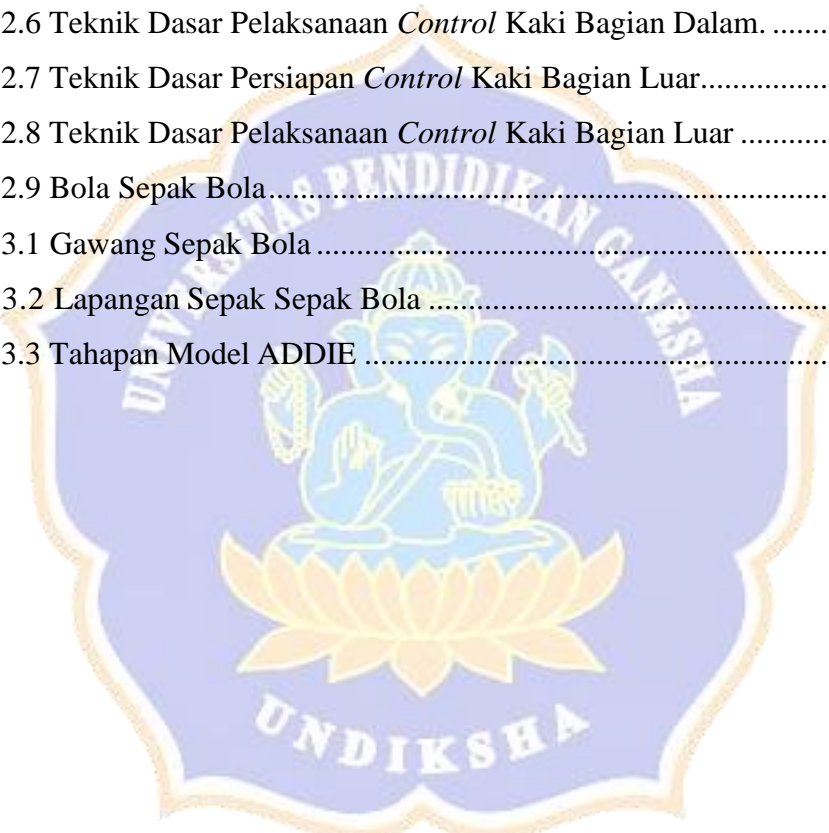 2.6 Teknik Dasar Pelaksanaan Control Kaki Bagian Dalam. .......
2.7 Teknik Dasar Persiapan Control Kaki Bagian Luar................
2.8 Teknik Dasar Pelaksanaan Control Kaki Bagian Luar ...........
2.9 Bola Sepak Bola......................................................................
3.1 Gawang Sepak Bola ................................................................
3.2 Lapangan Sepak Sepak Bola ..................................................
3.3 Tahapan Model ADDIE ..........................................................
UNIVERSITAS PENDIDIKAN GANESHA
UNDIKSHA